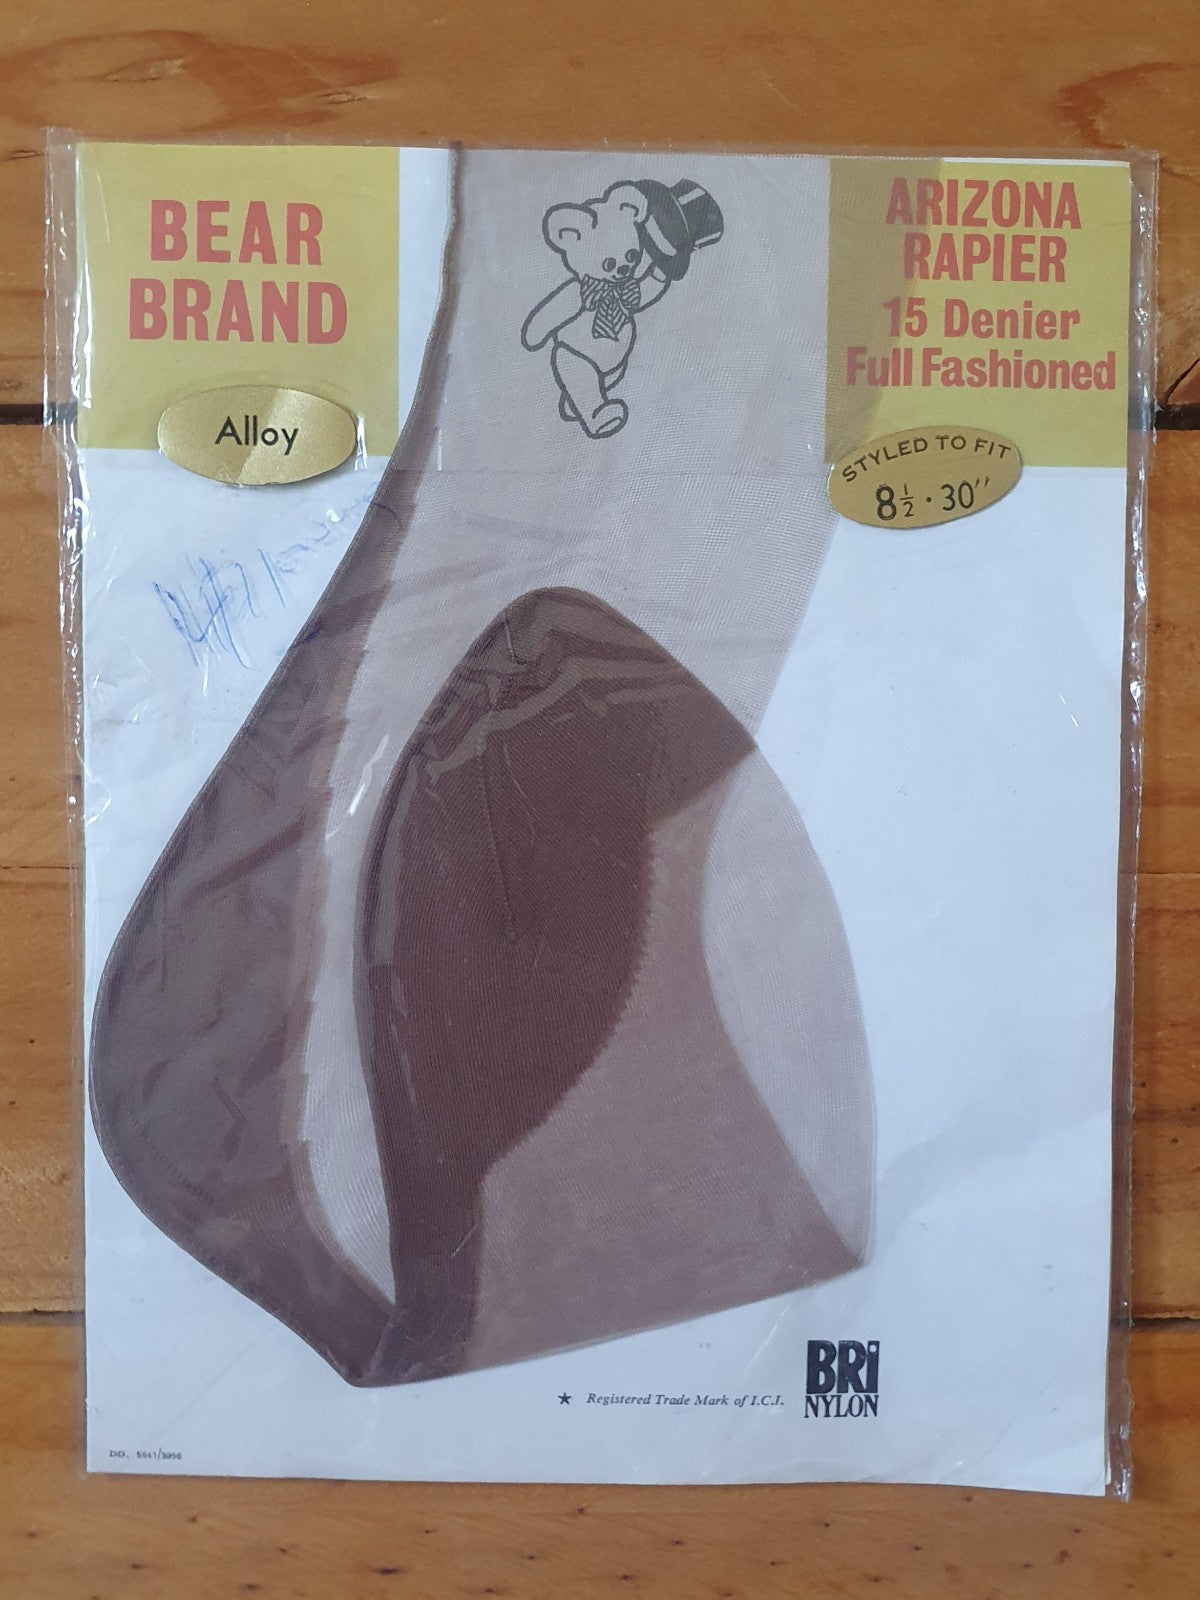 BEAR
BRAND
Alloy
ARIZONA
RAPIER
15 Denier
Full Fashioned
STYLED TO FIT
8½ · 30"
★ Registered Trade Mark of I.C.I.
BRi
NYLON
DD.